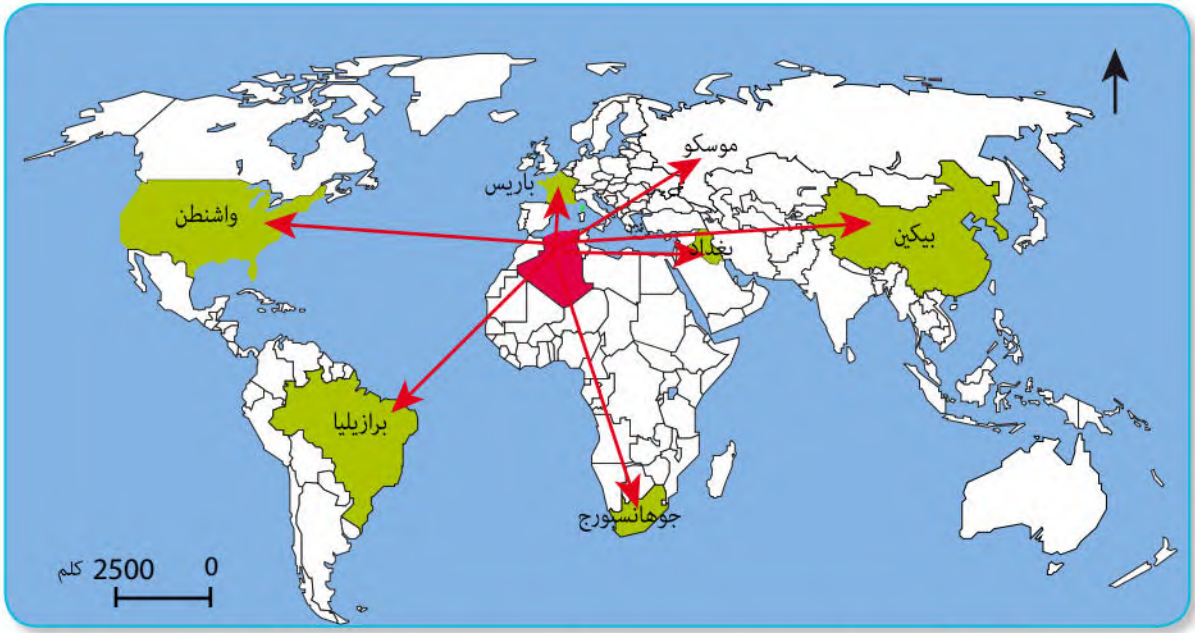 موسكو
باريس
واشنطن
بيكين
بغداد
برازيليا
جوهانسبورج
0 2500 كلم